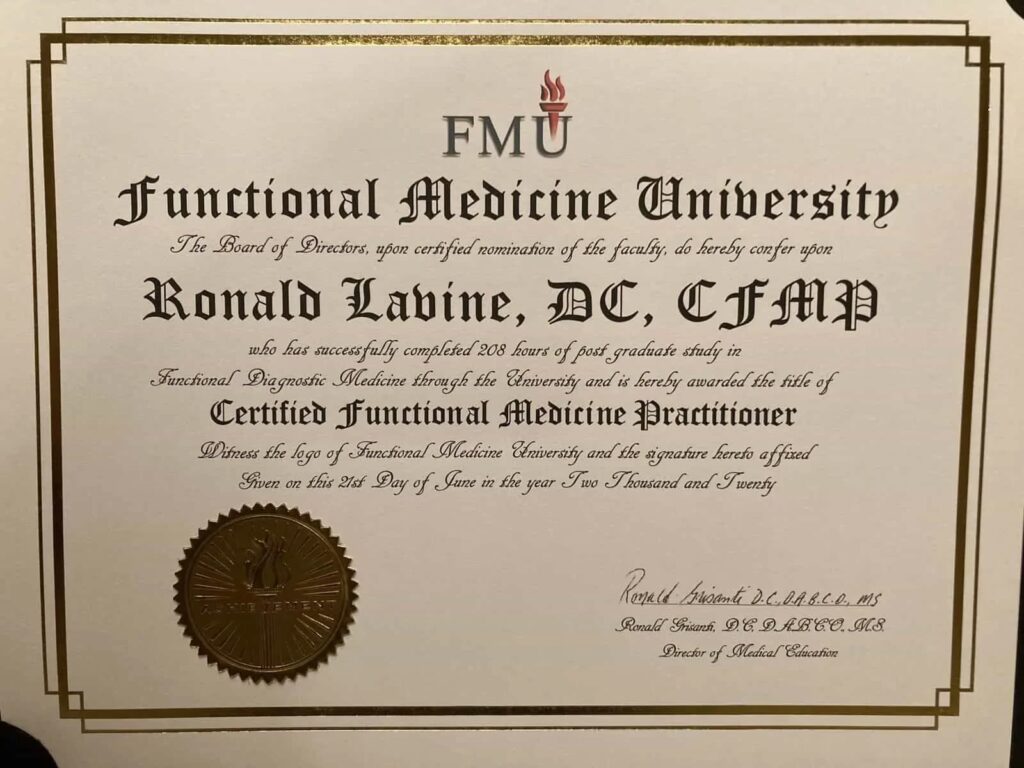 FMU
Functional Medicine University
The Board of Directors, upon certified nomination of the faculty, do hereby confer upon
Ronald Lavine, DC, CFMP
who has successfully completed 208 hours of post graduate study in
Functional Diagnostic Medicine through the University and is hereby awarded the title of
Certified Functional Medicine Practitioner
Witness the logo of Functional Medicine University and the signature hereto affixed
Given on this 21st Day of June in the year Two Thousand and Twenty
ACHIEVEMENT
Ronald Grisanti D.C., D.A.B.C.O., MS
Ronald Grisanti, D.C. D.A.B.C.O., M.S.
Director of Medical Education